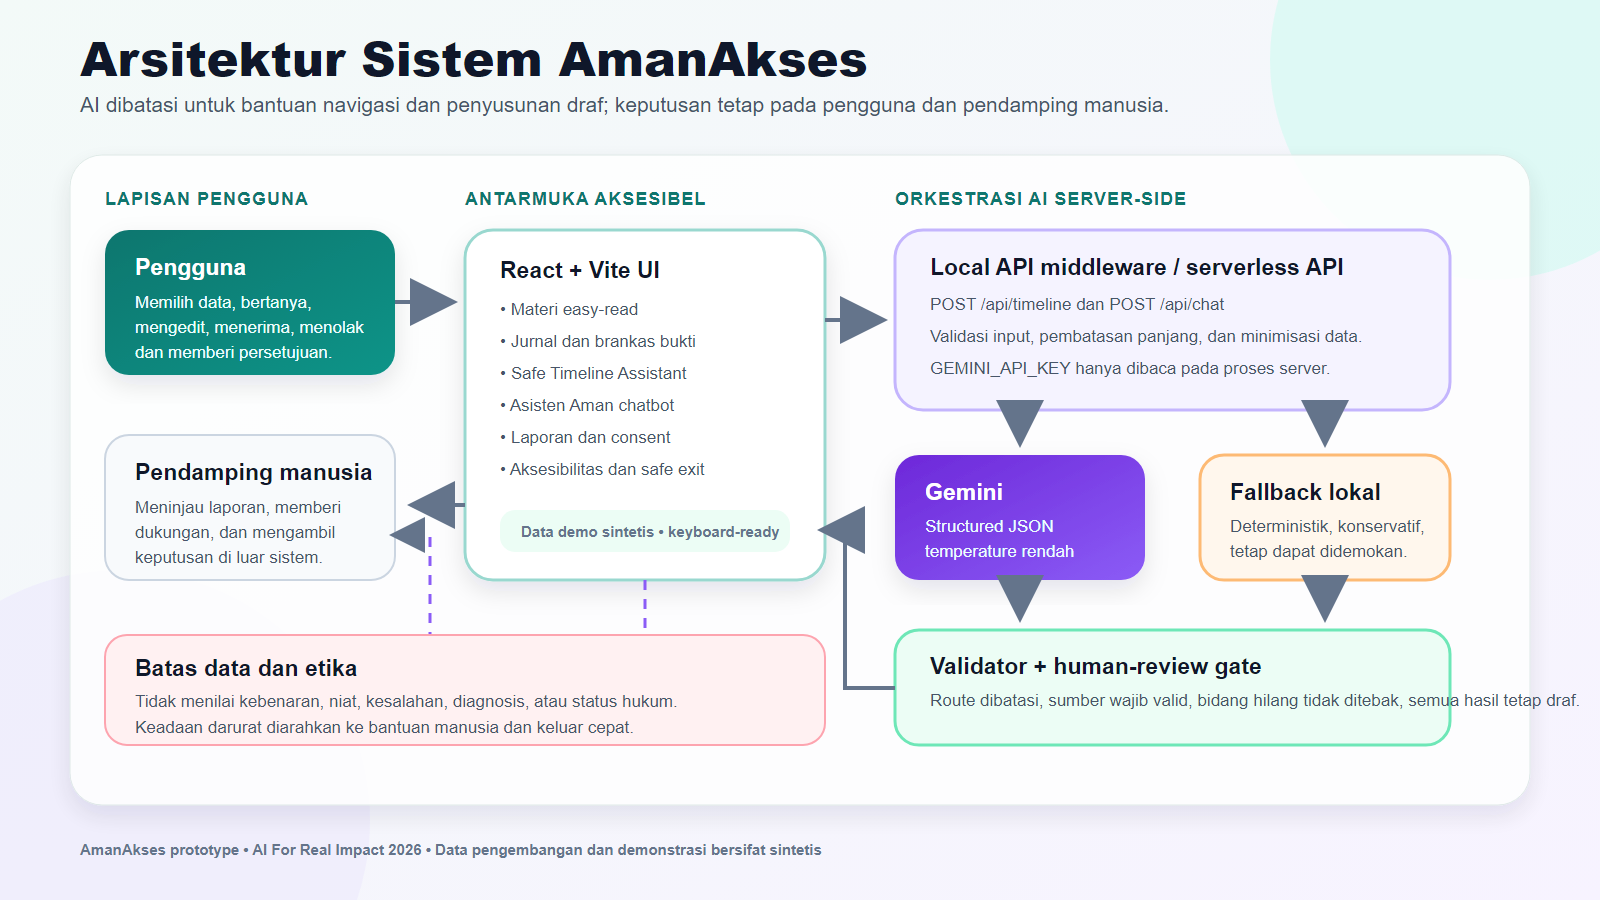 Arsitektur Sistem AmanAkses
AI dibatasi untuk bantuan navigasi dan penyusunan draf; keputusan tetap pada pengguna dan pendamping manusia.
LAPISAN PENGGUNA
Pengguna
Memilih data, bertanya,
mengedit, menerima, menolak
dan memberi persetujuan.
Pendamping manusia
Meninjau laporan, memberi
dukungan, dan mengambil
keputusan di luar sistem.
ANTARMUKA AKSESIBEL
React + Vite UI
• Materi easy-read
• Jurnal dan brankas bukti
• Safe Timeline Assistant
• Asisten Aman chatbot
• Laporan dan consent
• Aksesibilitas dan safe exit
Data demo sintetis • keyboard-ready
ORKESTRASI AI SERVER-SIDE
Local API middleware / serverless API
POST /api/timeline dan POST /api/chat
Validasi input, pembatasan panjang, dan minimisasi data.
GEMINI_API_KEY hanya dibaca pada proses server.
Gemini
Structured JSON
temperature rendah
Fallback lokal
Deterministik, konservatif,
tetap dapat didemokan.
Batas data dan etika
Tidak menilai kebenaran, niat, kesalahan, diagnosis, atau status hukum.
Keadaan darurat diarahkan ke bantuan manusia dan keluar cepat.
Validator + human-review gate
Route dibatasi, sumber wajib valid, bidang hilang tidak ditebak, semua hasil tetap draf.
AmanAkses prototype • AI For Real Impact 2026 • Data pengembangan dan demonstrasi bersifat sintetis